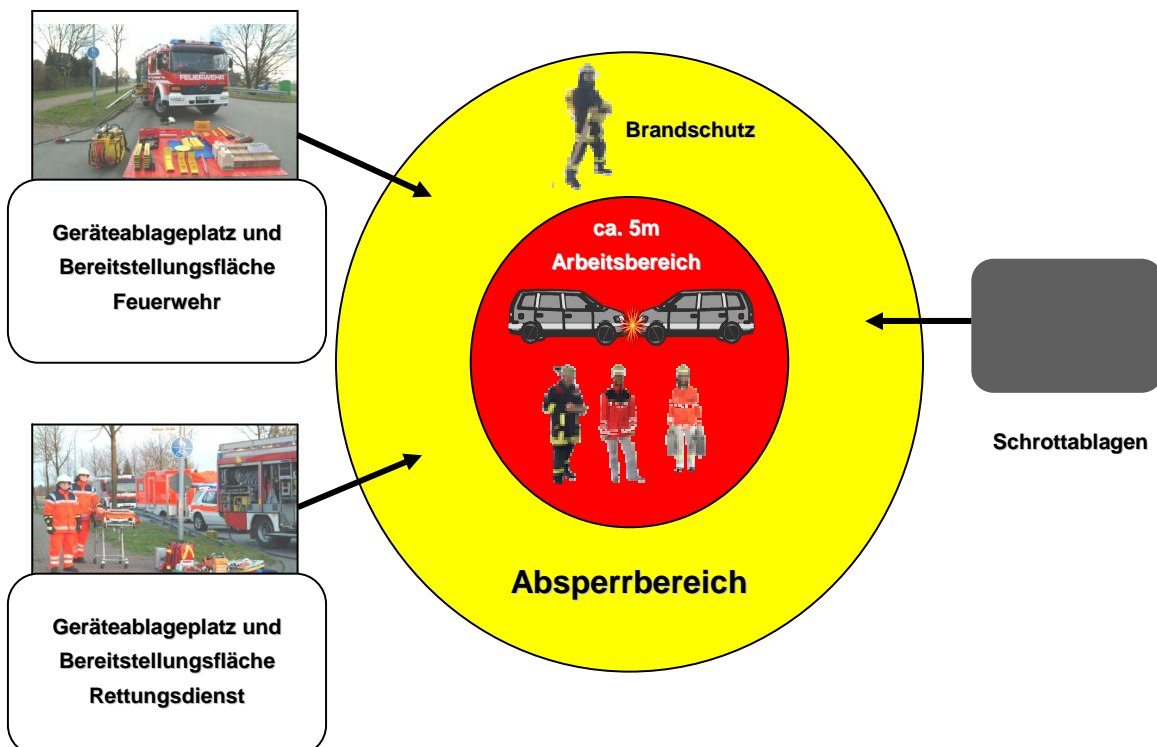 FEUERWEHR
Geräteablageplatz und
Bereitstellungsfläche
Feuerwehr
Brandschutz
ca. 5m
Arbeitsbereich
Absperrbereich
Schrottablagen
Geräteablageplatz und
Bereitstellungsfläche
Rettungsdienst